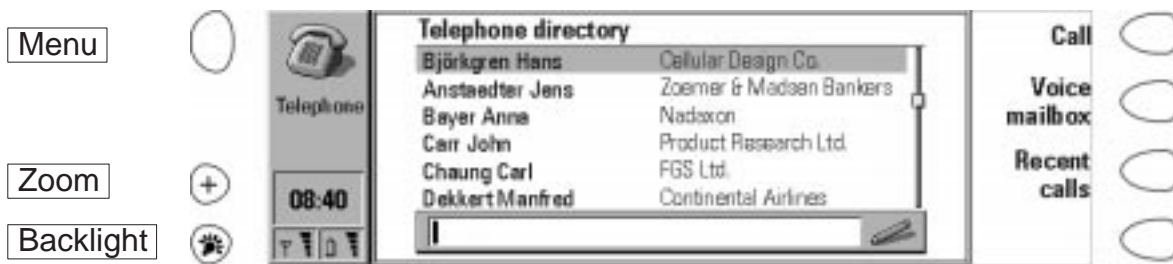 Menu
Zoom
Backlight
Telephone
08:40
Telephone directory
Björkgren Hans Cellular Design Co.
Anstaedter Jens Zoemer & Madsen Bankers
Bayer Anna Nadaxon
Carr John Product Research Ltd.
Chaung Carl FGS Ltd.
Dekkert Manfred Continental Airlines
Call
Voice
mailbox
Recent
calls